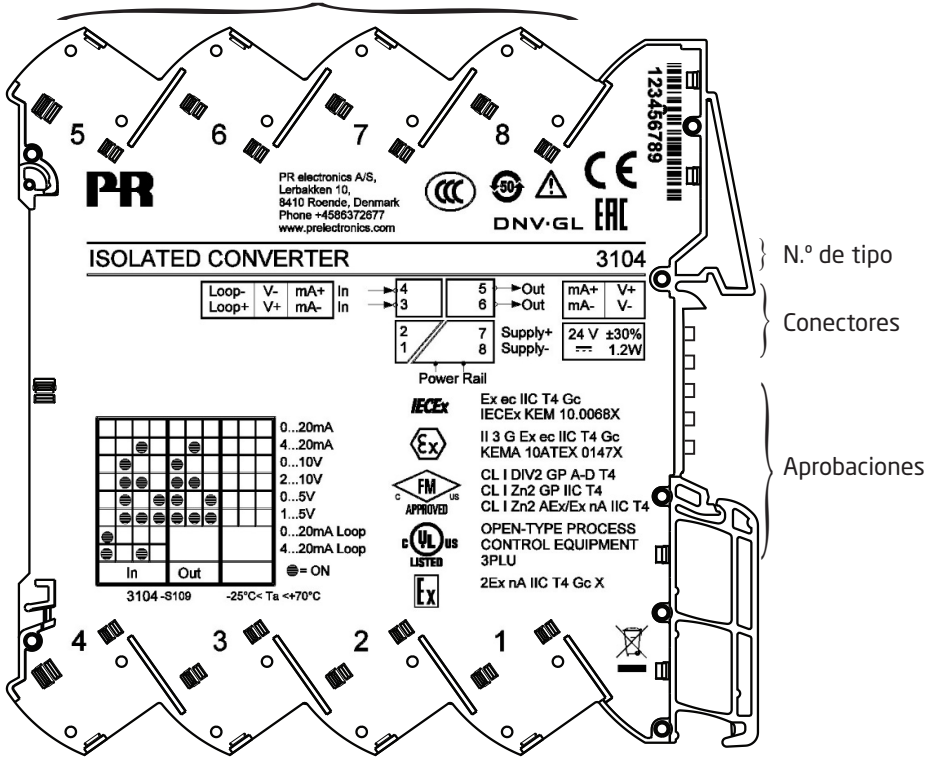 5 6 7 8
123456789
PR
PR electronics A/S,
Lerbakken 10,
8410 Roende, Denmark
Phone +4586372677
www.prelectronics.com
CCC
50
DNV·GL
CE
EAC
ISOLATED CONVERTER 3104
N.º de tipo
Conectores
Aprobaciones
Loop- V- mA+ In 4 5 Out mA+ V+
Loop+ V+ mA- In 3 6 Out mA- V-
2 7 Supply+ 24 V ±30%
1 8 Supply- 1.2W
Power Rail
IECEx
Ex ec IIC T4 Gc
IECEx KEM 10.0068X
Ex
II 3 G Ex ec IIC T4 Gc
KEMA 10ATEX 0147X
C FM US
APPROVED
CL I DIV2 GP A-D T4
CL I Zn2 GP IIC T4
CL I Zn2 AEx/Ex nA IIC T4
c UL us
LISTED
OPEN-TYPE PROCESS
CONTROL EQUIPMENT
3PLU
Ex
2Ex nA IIC T4 Gc X
0...20mA
4...20mA
0...10V
2...10V
0...5V
1...5V
0...20mA Loop
4...20mA Loop
In Out = ON
3104 -S109 -25°C< Ta <+70°C
4 3 2 1